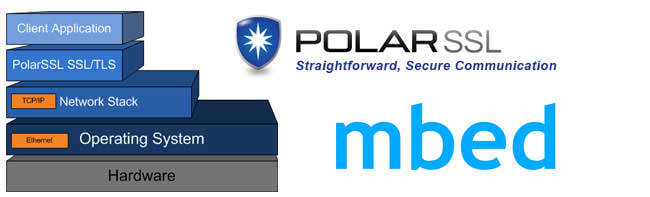 Client Application
PolarSSL SSL/TLS
TCP/IP Network Stack
Ethernet Operating System
Hardware
POLARSSL
Straightforward, Secure Communication
mbed